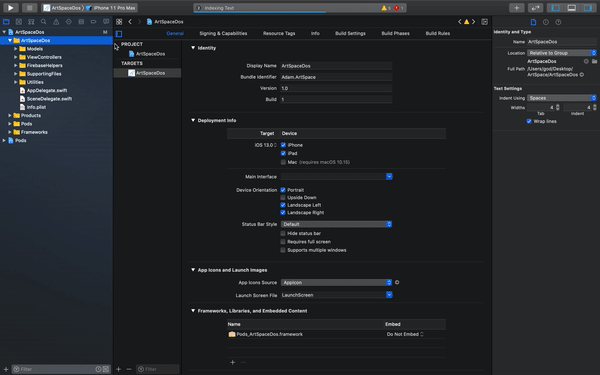 ArtSpaceDos
iPhone 11 Pro Max
Indexing Text
ArtSpaceDos
ArtSpaceDos
M
ArtSpaceDos
Models
ViewControllers
FirebaseHelpers
SupportingFiles
Utilities
AppDelegate.swift
SceneDelegate.swift
Info.plist
Products
Pods
Frameworks
Pods
Filter
PROJECT
ArtSpaceDos
TARGETS
ArtSpaceDos
Filter
General
Signing & Capabilities
Resource Tags
Info
Build Settings
Build Phases
Build Rules
Identity
Display Name
ArtSpaceDos
Bundle Identifier
Adem.ArtSpace
Version
1.0
Build
1
Deployment Info
Target
Device
iOS 13.0
iPhone
iPad
Mac (requires macOS 10.15)
Main Interface
Device Orientation
Portrait
Upside Down
Landscape Left
Landscape Right
Status Bar Style
Default
Hide status bar
Requires full screen
Supports multiple windows
App Icons and Launch Images
App Icons Source
AppIcon
Launch Screen File
LaunchScreen
Frameworks, Libraries, and Embedded Content
Name
Embed
Pods_ArtSpaceDos.framework
Do Not Embed
Identity and Type
Name
ArtSpaceDos
Location
Relative to Group
ArtSpaceDos
Full Path
/Users/god/Desktop/
ArtSpace/ArtSpaceDos
Text Settings
Indent Using
Spaces
Widths
4
4
Tab
Indent
Wrap lines